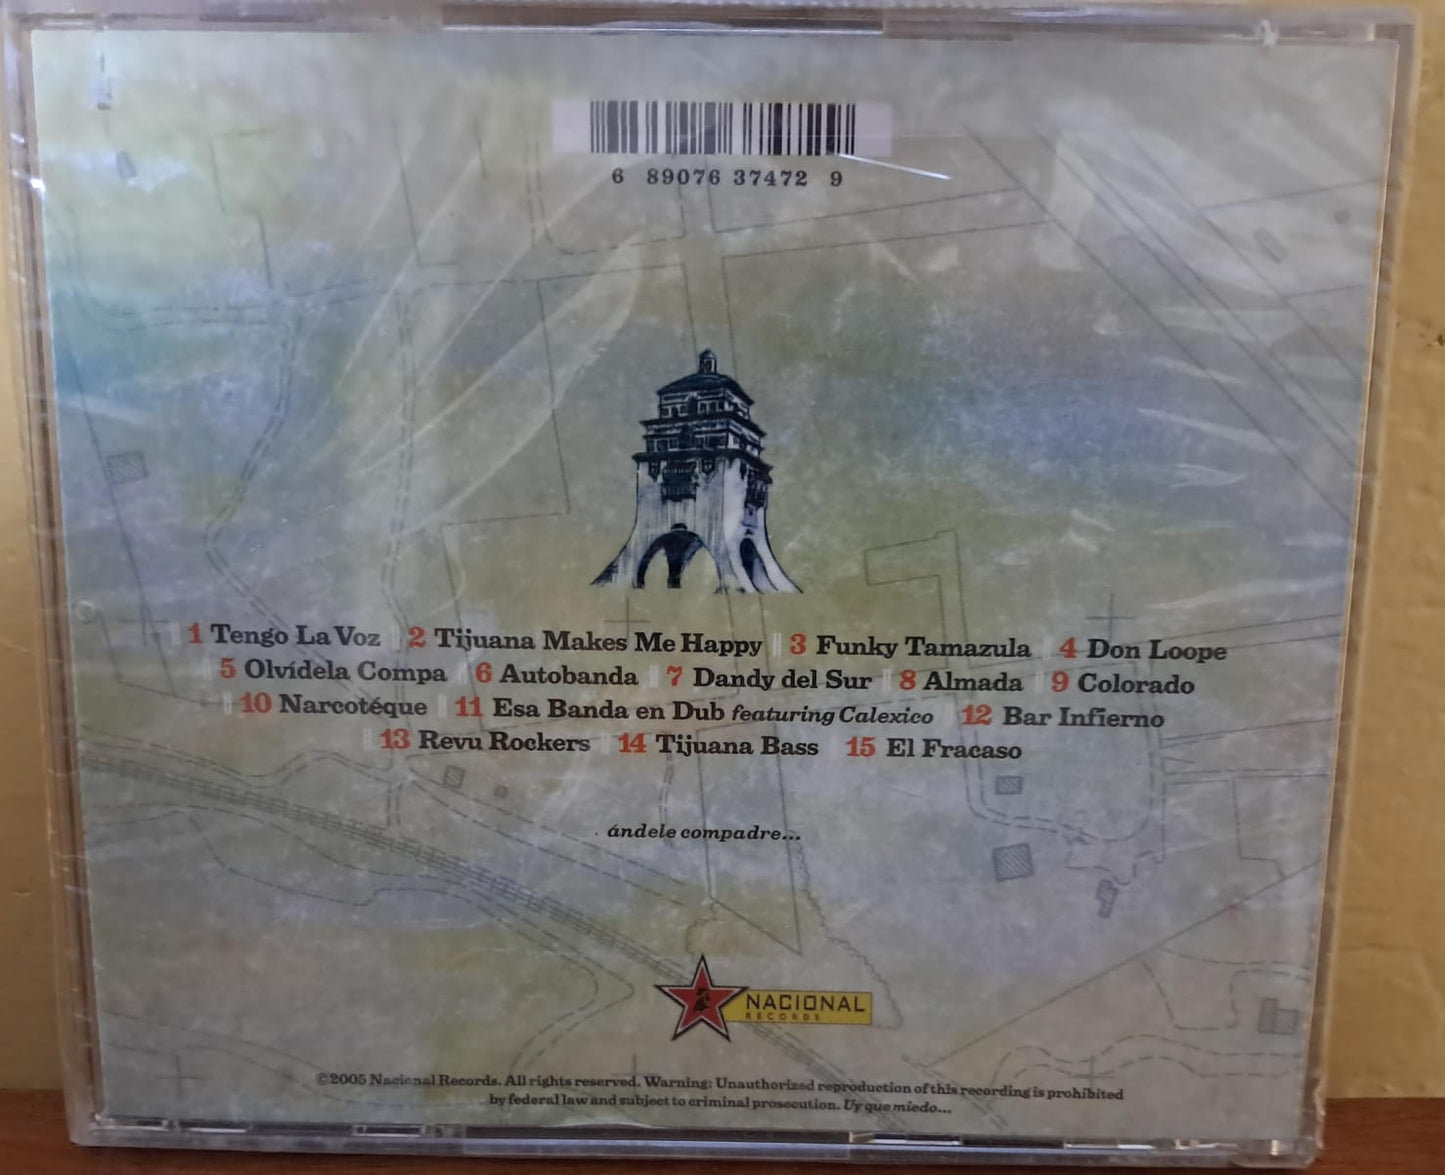 6 89076 37472 9
1 Tengo La Voz 2 Tijuana Makes Me Happy 3 Funky Tamazula 4 Don Loope
5 Olvídela Compa 6 Autobanda 7 Dandy del Sur 8 Almada 9 Colorado
10 Narcotéque 11 Esa Banda en Dub featuring Calexico 12 Bar Infierno
13 Revu Rockers 14 Tijuana Bass 15 El Fracaso
ándele compadre...
NACIONAL
RECORDS
©2005 Nacional Records. All rights reserved. Warning: Unauthorized reproduction of this recording is prohibited
by federal law and subject to criminal prosecution. Uy que miedo...